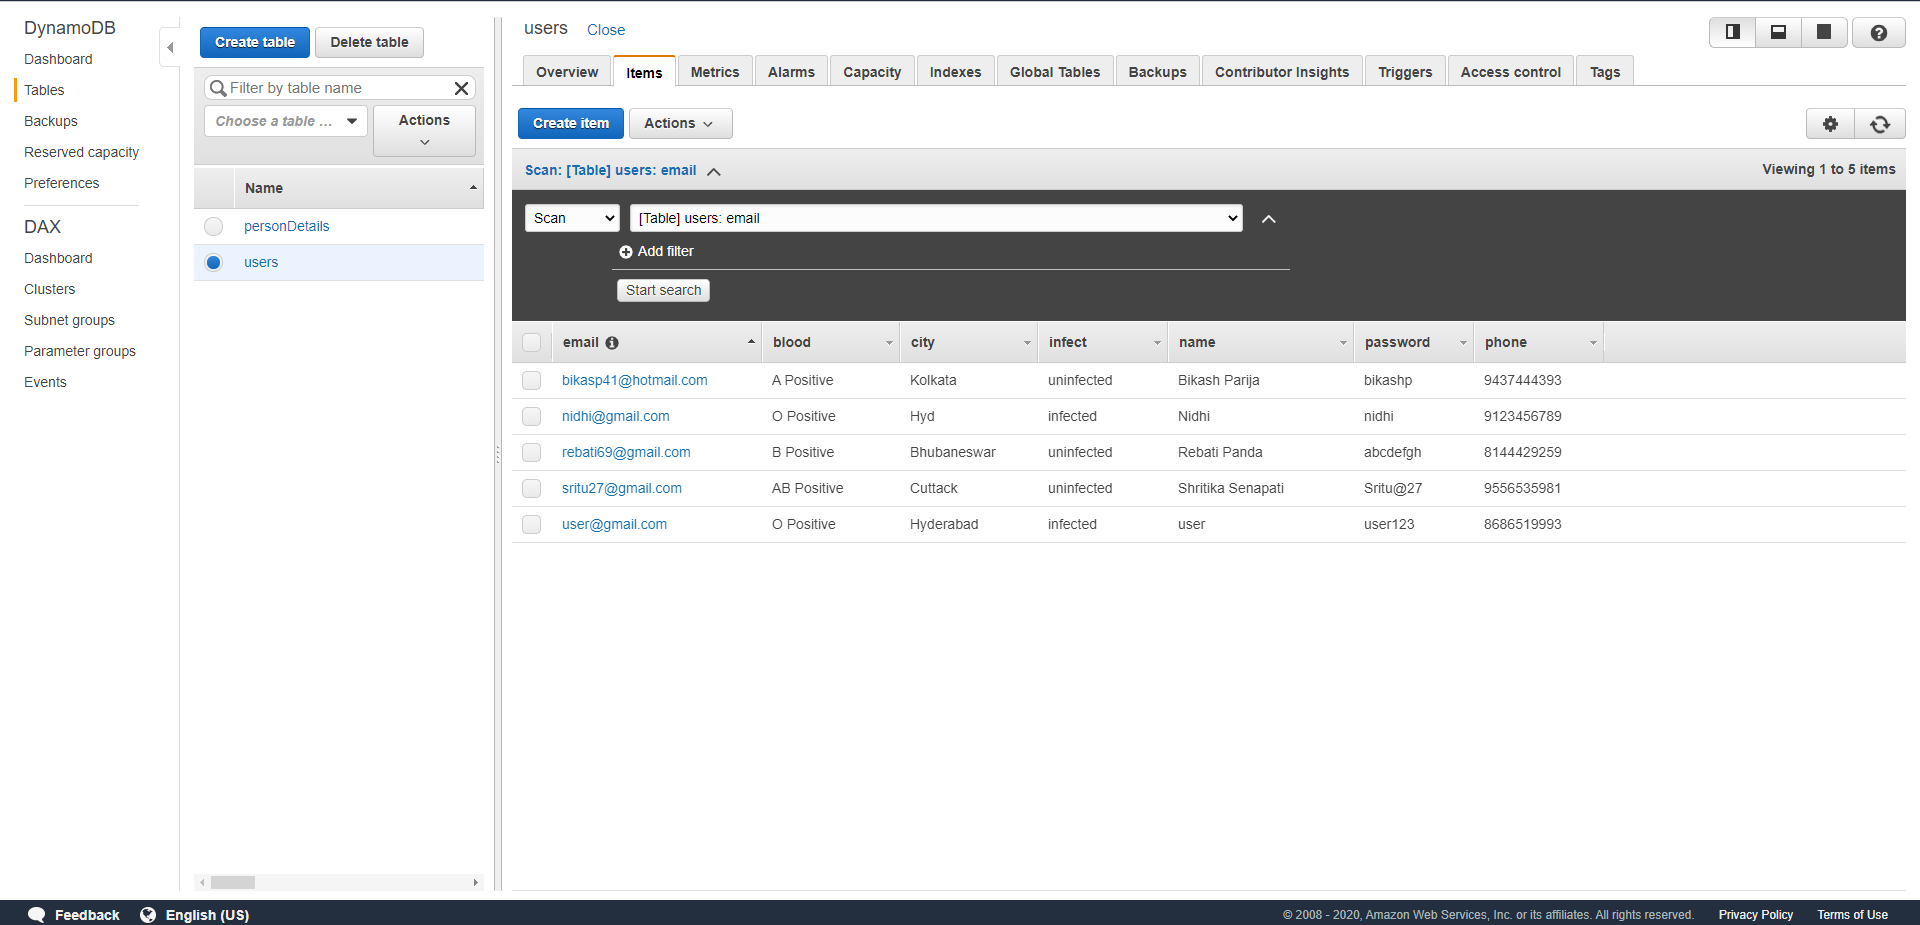 DynamoDB
Dashboard
Tables
Backups
Reserved capacity
Preferences
DAX
Dashboard
Clusters
Subnet groups
Parameter groups
Events
Create table Delete table
Filter by table name
Choose a table ... Actions
Name
personDetails
users
users Close
Overview Items Metrics Alarms Capacity Indexes Global Tables Backups Contributor Insights Triggers Access control Tags
Create item Actions
Scan: [Table] users: email Viewing 1 to 5 items
Scan [Table] users: email
Add filter
Start search
email blood city infect name password phone
bikasp41@hotmail.com A Positive Kolkata uninfected Bikash Parija bikashp 9437444393
nidhi@gmail.com O Positive Hyd infected Nidhi nidhi 9123456789
rebati69@gmail.com B Positive Bhubaneswar uninfected Rebati Panda abcdefgh 8144429259
sritu27@gmail.com AB Positive Cuttack uninfected Shritika Senapati Sritu@27 9556535981
user@gmail.com O Positive Hyderabad infected user user123 8686519993
Feedback English (US) © 2008 - 2020, Amazon Web Services, Inc. or its affiliates. All rights reserved. Privacy Policy Terms of Use